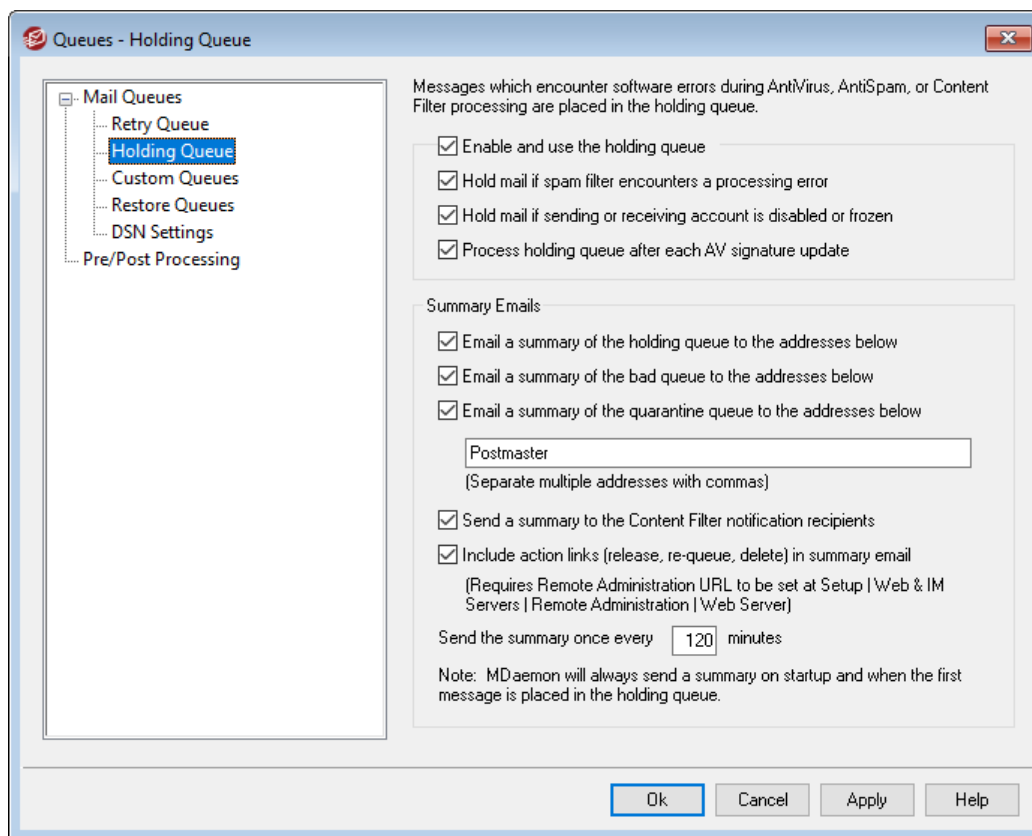 Queues - Holding Queue
Mail Queues
Retry Queue
Holding Queue
Custom Queues
Restore Queues
DSN Settings
Pre/Post Processing
Messages which encounter software errors during AntiVirus, AntiSpam, or Content
Filter processing are placed in the holding queue.
Enable and use the holding queue
Hold mail if spam filter encounters a processing error
Hold mail if sending or receiving account is disabled or frozen
Process holding queue after each AV signature update
Summary Emails
Email a summary of the holding queue to the addresses below
Email a summary of the bad queue to the addresses below
Email a summary of the quarantine queue to the addresses below
Postmaster
(Separate multiple addresses with commas)
Send a summary to the Content Filter notification recipients
Include action links (release, re-queue, delete) in summary email
(Requires Remote Administration URL to be set at Setup | Web & IM
Servers | Remote Administration | Web Server)
Send the summary once every 120 minutes
Note: MDaemon will always send a summary on startup and when the first
message is placed in the holding queue.
Ok Cancel Apply Help